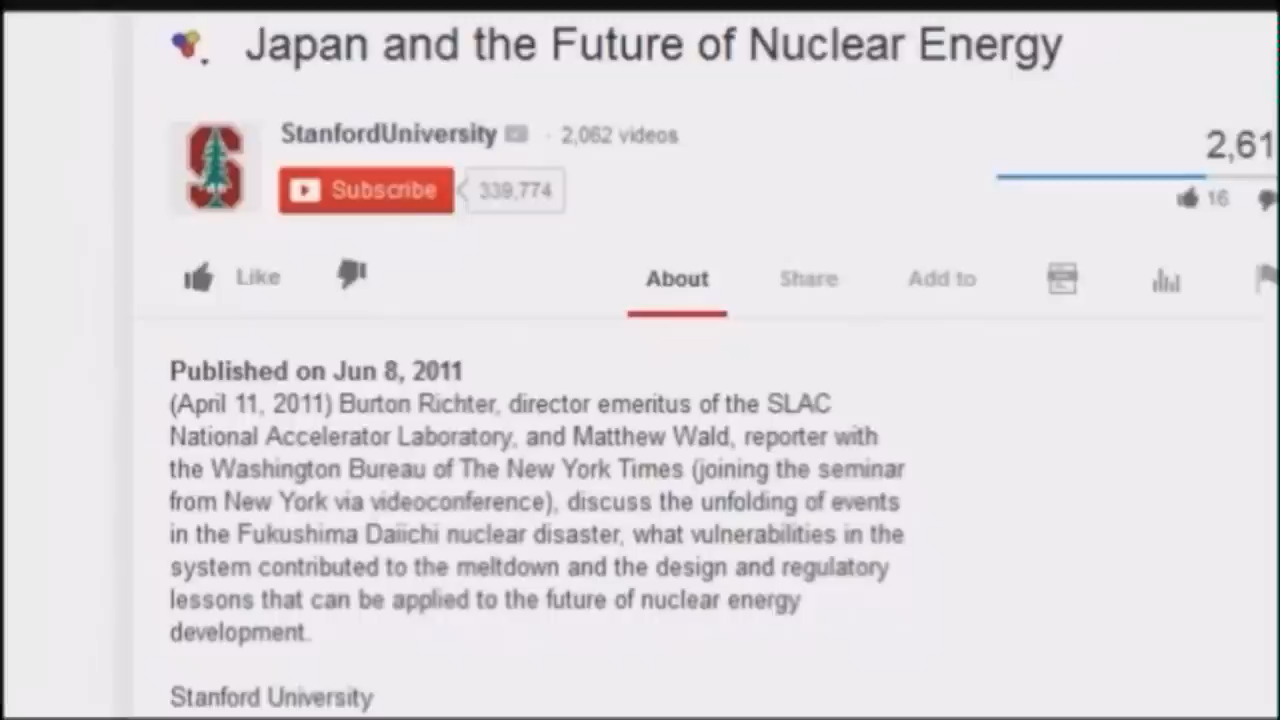 Japan and the Future of Nuclear Energy
StanfordUniversity · 2,062 videos
Subscribe 339,774
2,61
16
Like About Share Add to
Published on Jun 8, 2011
(April 11, 2011) Burton Richter, director emeritus of the SLAC
National Accelerator Laboratory, and Matthew Wald, reporter with
the Washington Bureau of The New York Times (joining the seminar
from New York via videoconference), discuss the unfolding of events
in the Fukushima Daiichi nuclear disaster, what vulnerabilities in the
system contributed to the meltdown and the design and regulatory
lessons that can be applied to the future of nuclear energy
development.
Stanford University